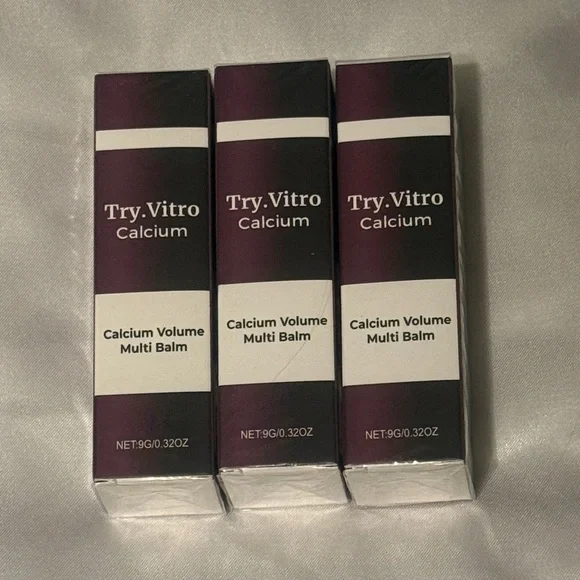 Try.Vitro
Calcium
Calcium Volume
Multi Balm
NET:9G/0.32OZ
Try.Vitro
Calcium
Calcium Volume
Multi Balm
NET:9G/0.32OZ
Try.Vitro
Calcium
Calcium Volume
Multi Balm
NET:9G/0.32OZ